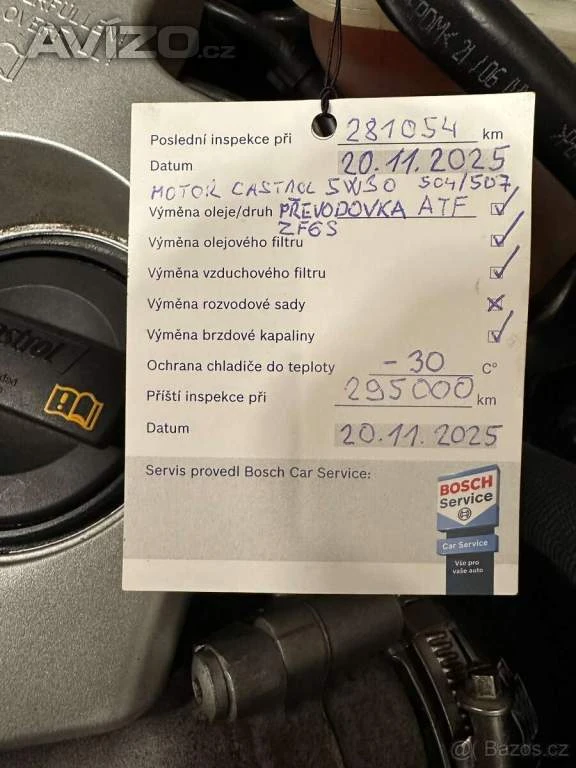 AVIZO.cz
Poslední inspekce při 281054 km
Datum 20.11.2025
MOTOR CASTROL 5W30 504/507
Výměna oleje/druh PŘEVODOVKA ATF
ZF6S
Výměna olejového filtru
Výměna vzduchového filtru
Výměna rozvodové sady
Výměna brzdové kapaliny
Ochrana chladiče do teploty -30 C°
Příští inspekce při 295000 km
Datum 20.11.2025
Servis provedl Bosch Car Service:
BOSCH
Service
Car Service
Vše pro
vaše auto
Bazos.cz